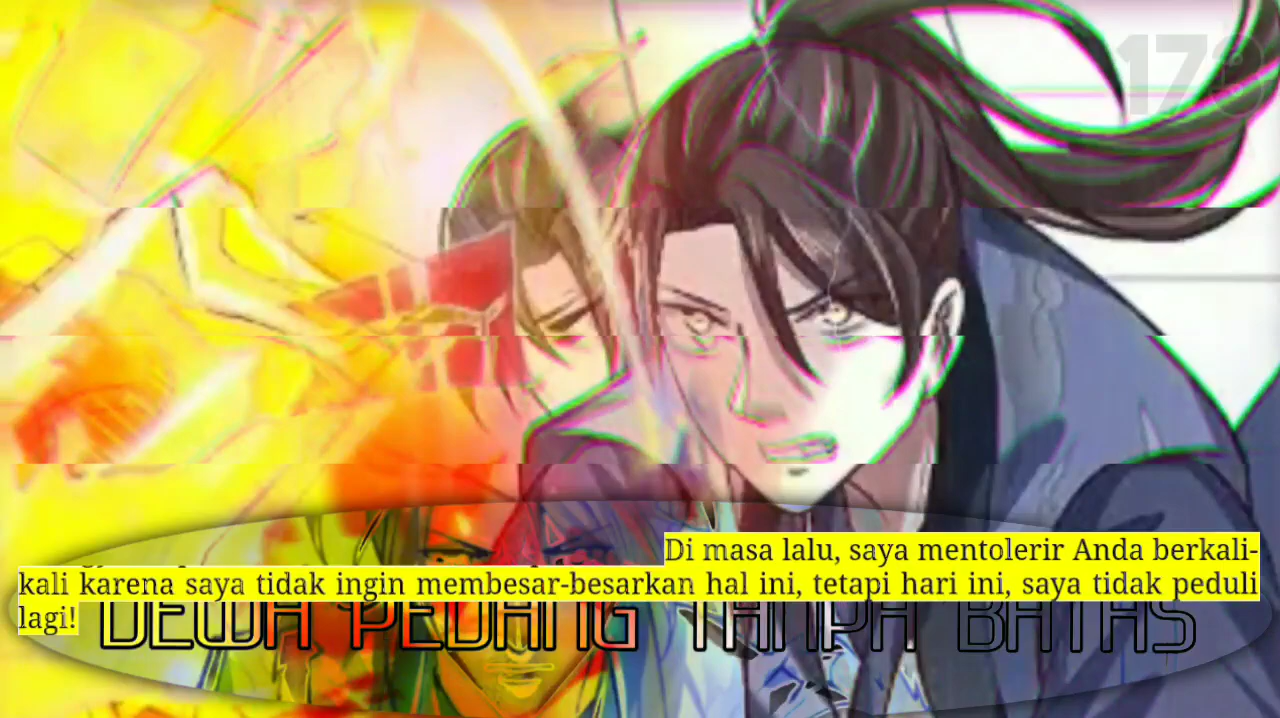 173
Di masa lalu, saya mentolerir Anda berkali-
kali karena saya tidak ingin membesar-besarkan hal ini, tetapi hari ini, saya tidak peduli
lagi!
DEWA PEDANG TANPA BATAS